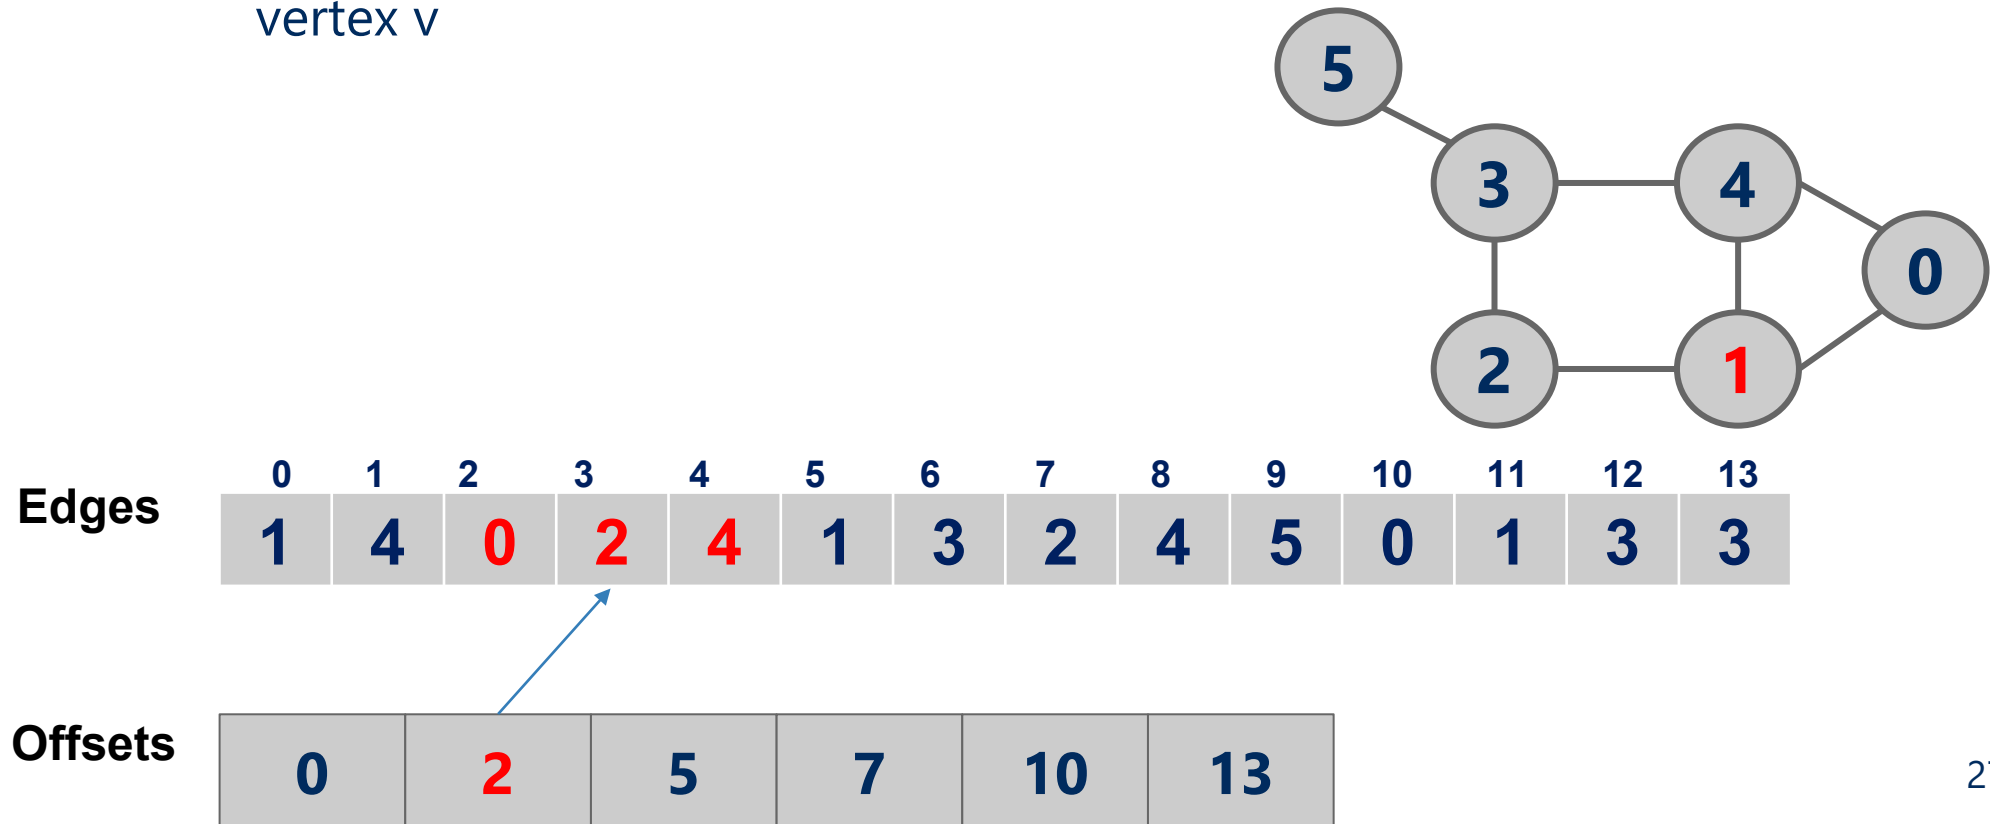 vertex v
5
3 4
0
2 1
0 1 2 3 4 5 6 7 8 9 10 11 12 13
Edges 1 4 0 2 4 1 3 2 4 5 0 1 3 3
Offsets 0 2 5 7 10 13